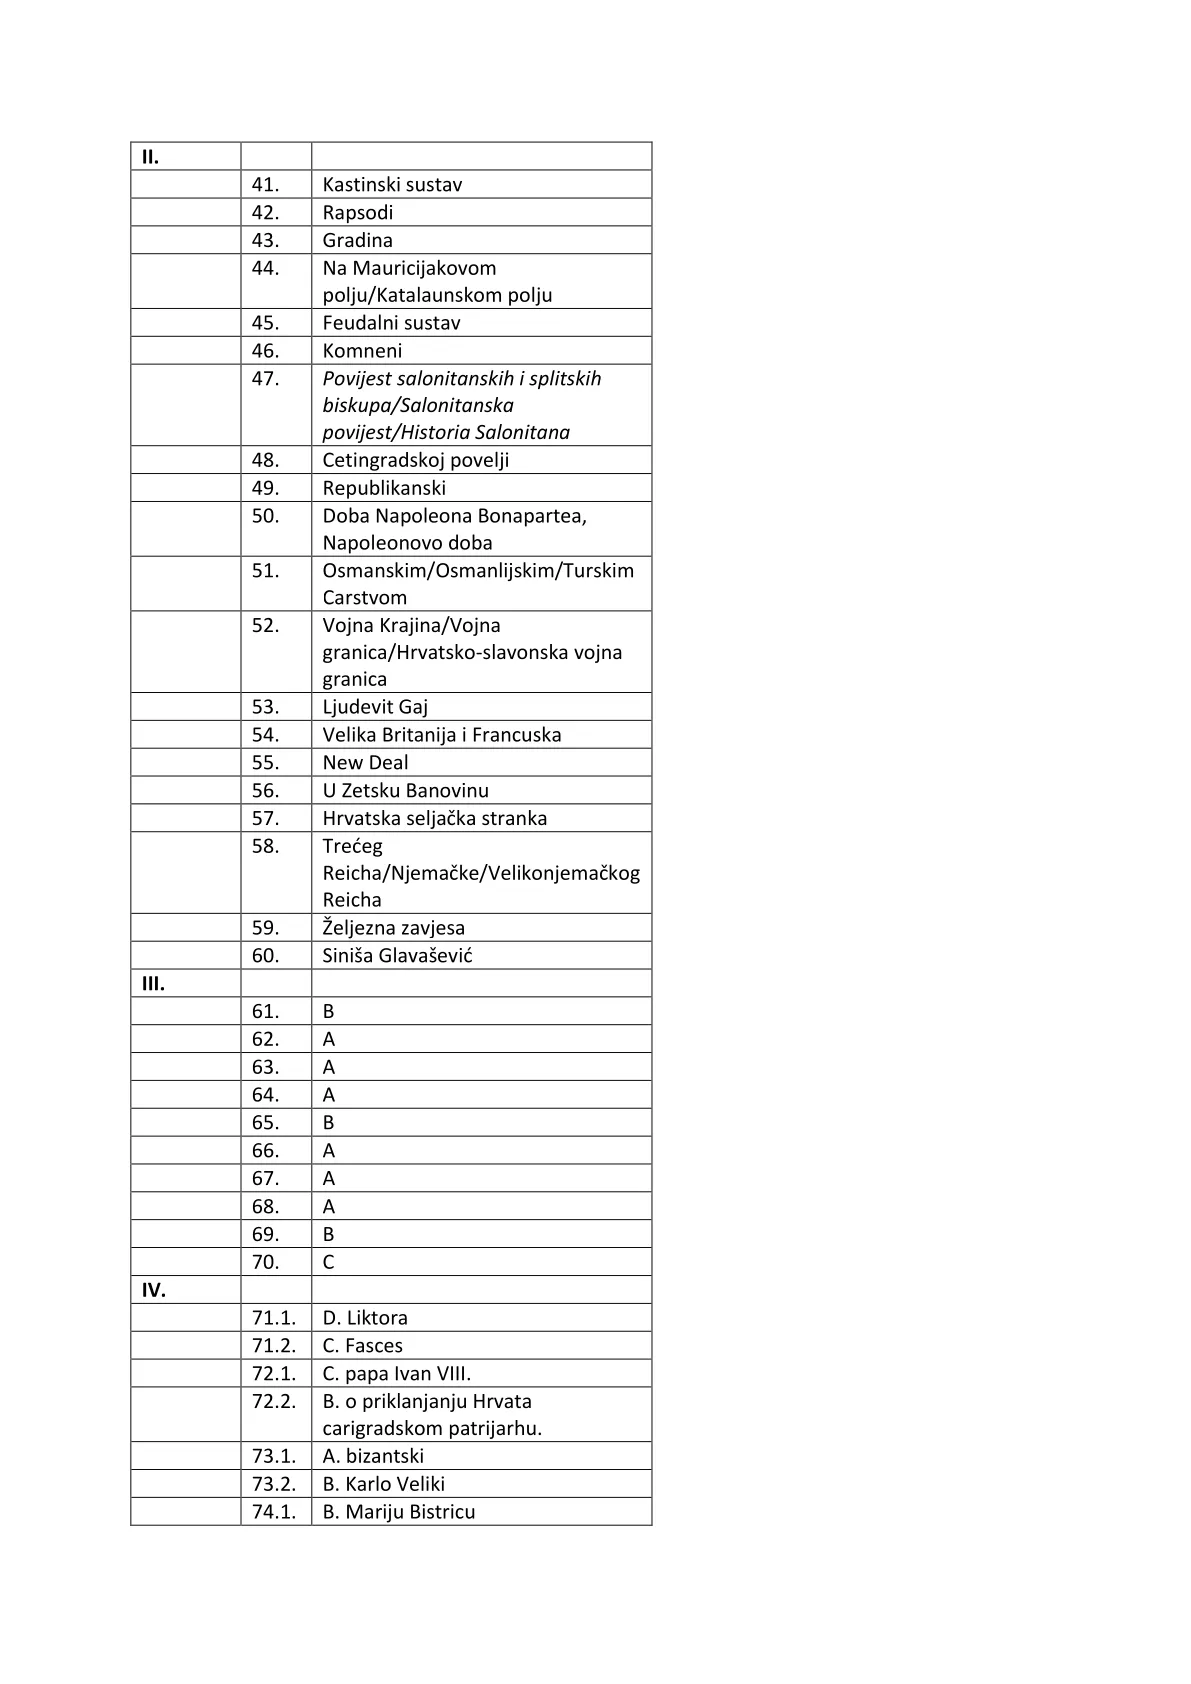 II.
41. Kastinski sustav
42. Rapsodi
43. Gradina
44. Na Mauricijakovom
polju/Katalaunskom polju
45. Feudalni sustav
46. Komneni
47. Povijest salonitanskih i splitskih
biskupa/Salonitanska
povijest/Historia Salonitana
48. Cetingradskoj povelji
49. Republikanski
50. Doba Napoleona Bonapartea,
Napoleonovo doba
51. Osmanskim/Osmanlijskim/Turskim
Carstvom
52. Vojna Krajina/Vojna
granica/Hrvatsko-slavonska vojna
granica
53. Ljudevit Gaj
54. Velika Britanija i Francuska
55. New Deal
56. U Zetsku Banovinu
57. Hrvatska seljačka stranka
58. Trećeg
Reicha/Njemačke/Velikonjemačkog
Reicha
59. Željezna zavjesa
60. Siniša Glavašević
III.
61. B
62. A
63. A
64. A
65. B
66. A
67. A
68. A
69. B
70. C
IV.
71.1. D. Liktora
71.2. C. Fasces
72.1. C. papa Ivan VIII.
72.2. B. o priklanjanju Hrvata
carigradskom patrijarhu.
73.1. A. bizantski
73.2. B. Karlo Veliki
74.1. B. Mariju Bistricu